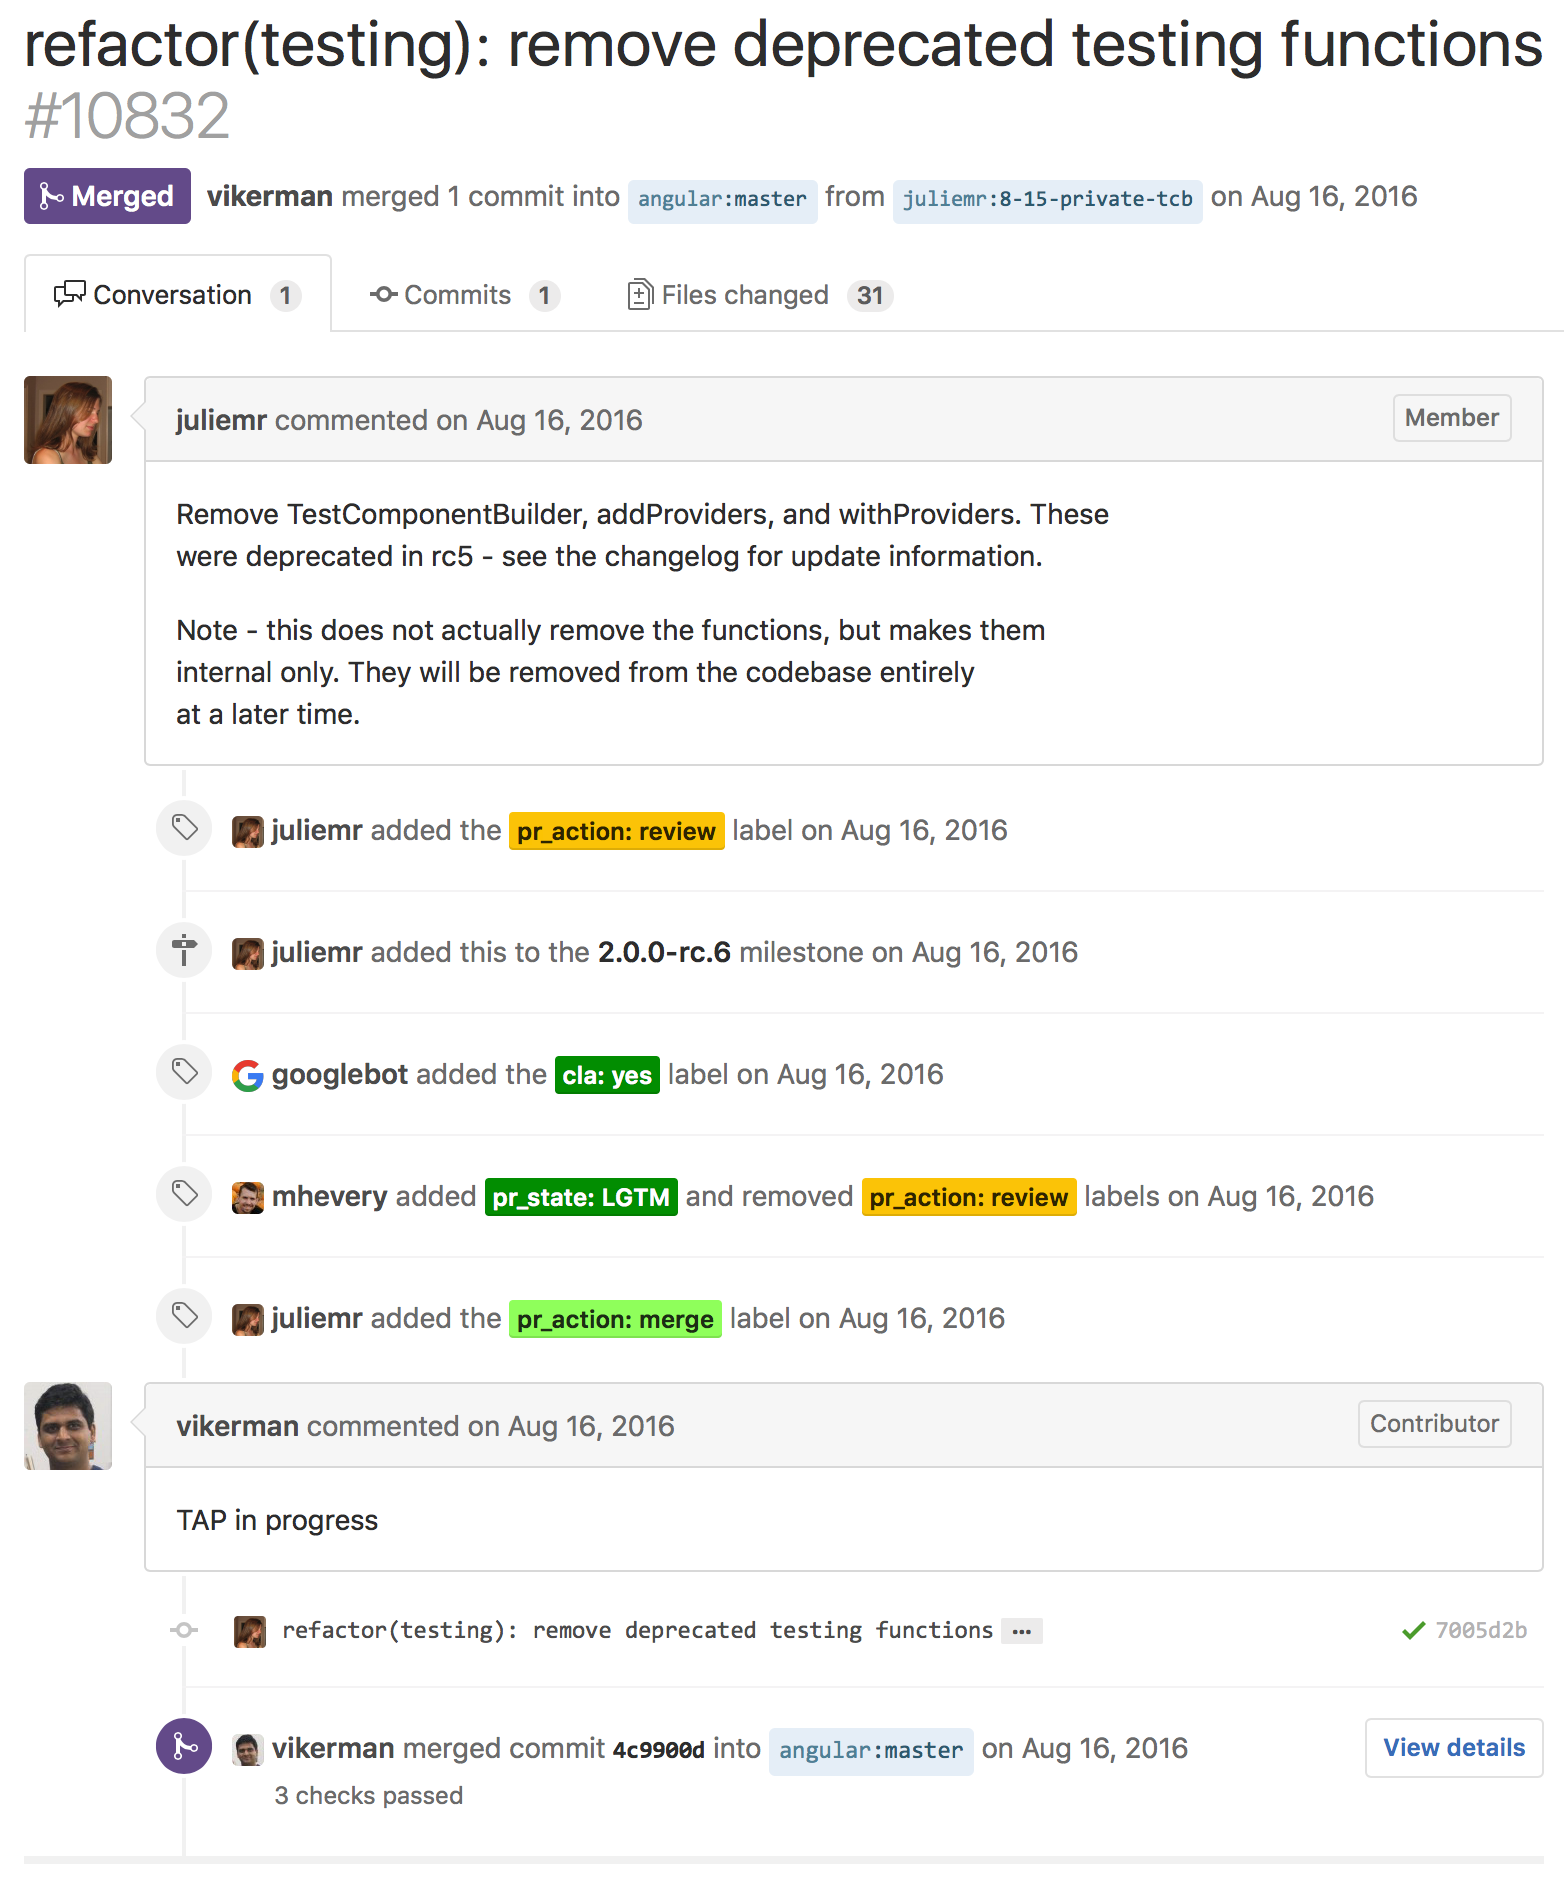 refactor(testing): remove deprecated testing functions
#10832
Merged vikerman merged 1 commit into angular:master from juliemr:8-15-private-tcb on Aug 16, 2016
Conversation 1 Commits 1 Files changed 31
juliemr commented on Aug 16, 2016 Member
Remove TestComponentBuilder, addProviders, and withProviders. These
were deprecated in rc5 - see the changelog for update information.
Note - this does not actually remove the functions, but makes them
internal only. They will be removed from the codebase entirely
at a later time.
juliemr added the pr_action: review label on Aug 16, 2016
juliemr added this to the 2.0.0-rc.6 milestone on Aug 16, 2016
googlebot added the cla: yes label on Aug 16, 2016
mhevery added pr_state: LGTM and removed pr_action: review labels on Aug 16, 2016
juliemr added the pr_action: merge label on Aug 16, 2016
vikerman commented on Aug 16, 2016 Contributor
TAP in progress
refactor(testing): remove deprecated testing functions ... 7005d2b
vikerman merged commit 4c9900d into angular:master on Aug 16, 2016 View details
3 checks passed